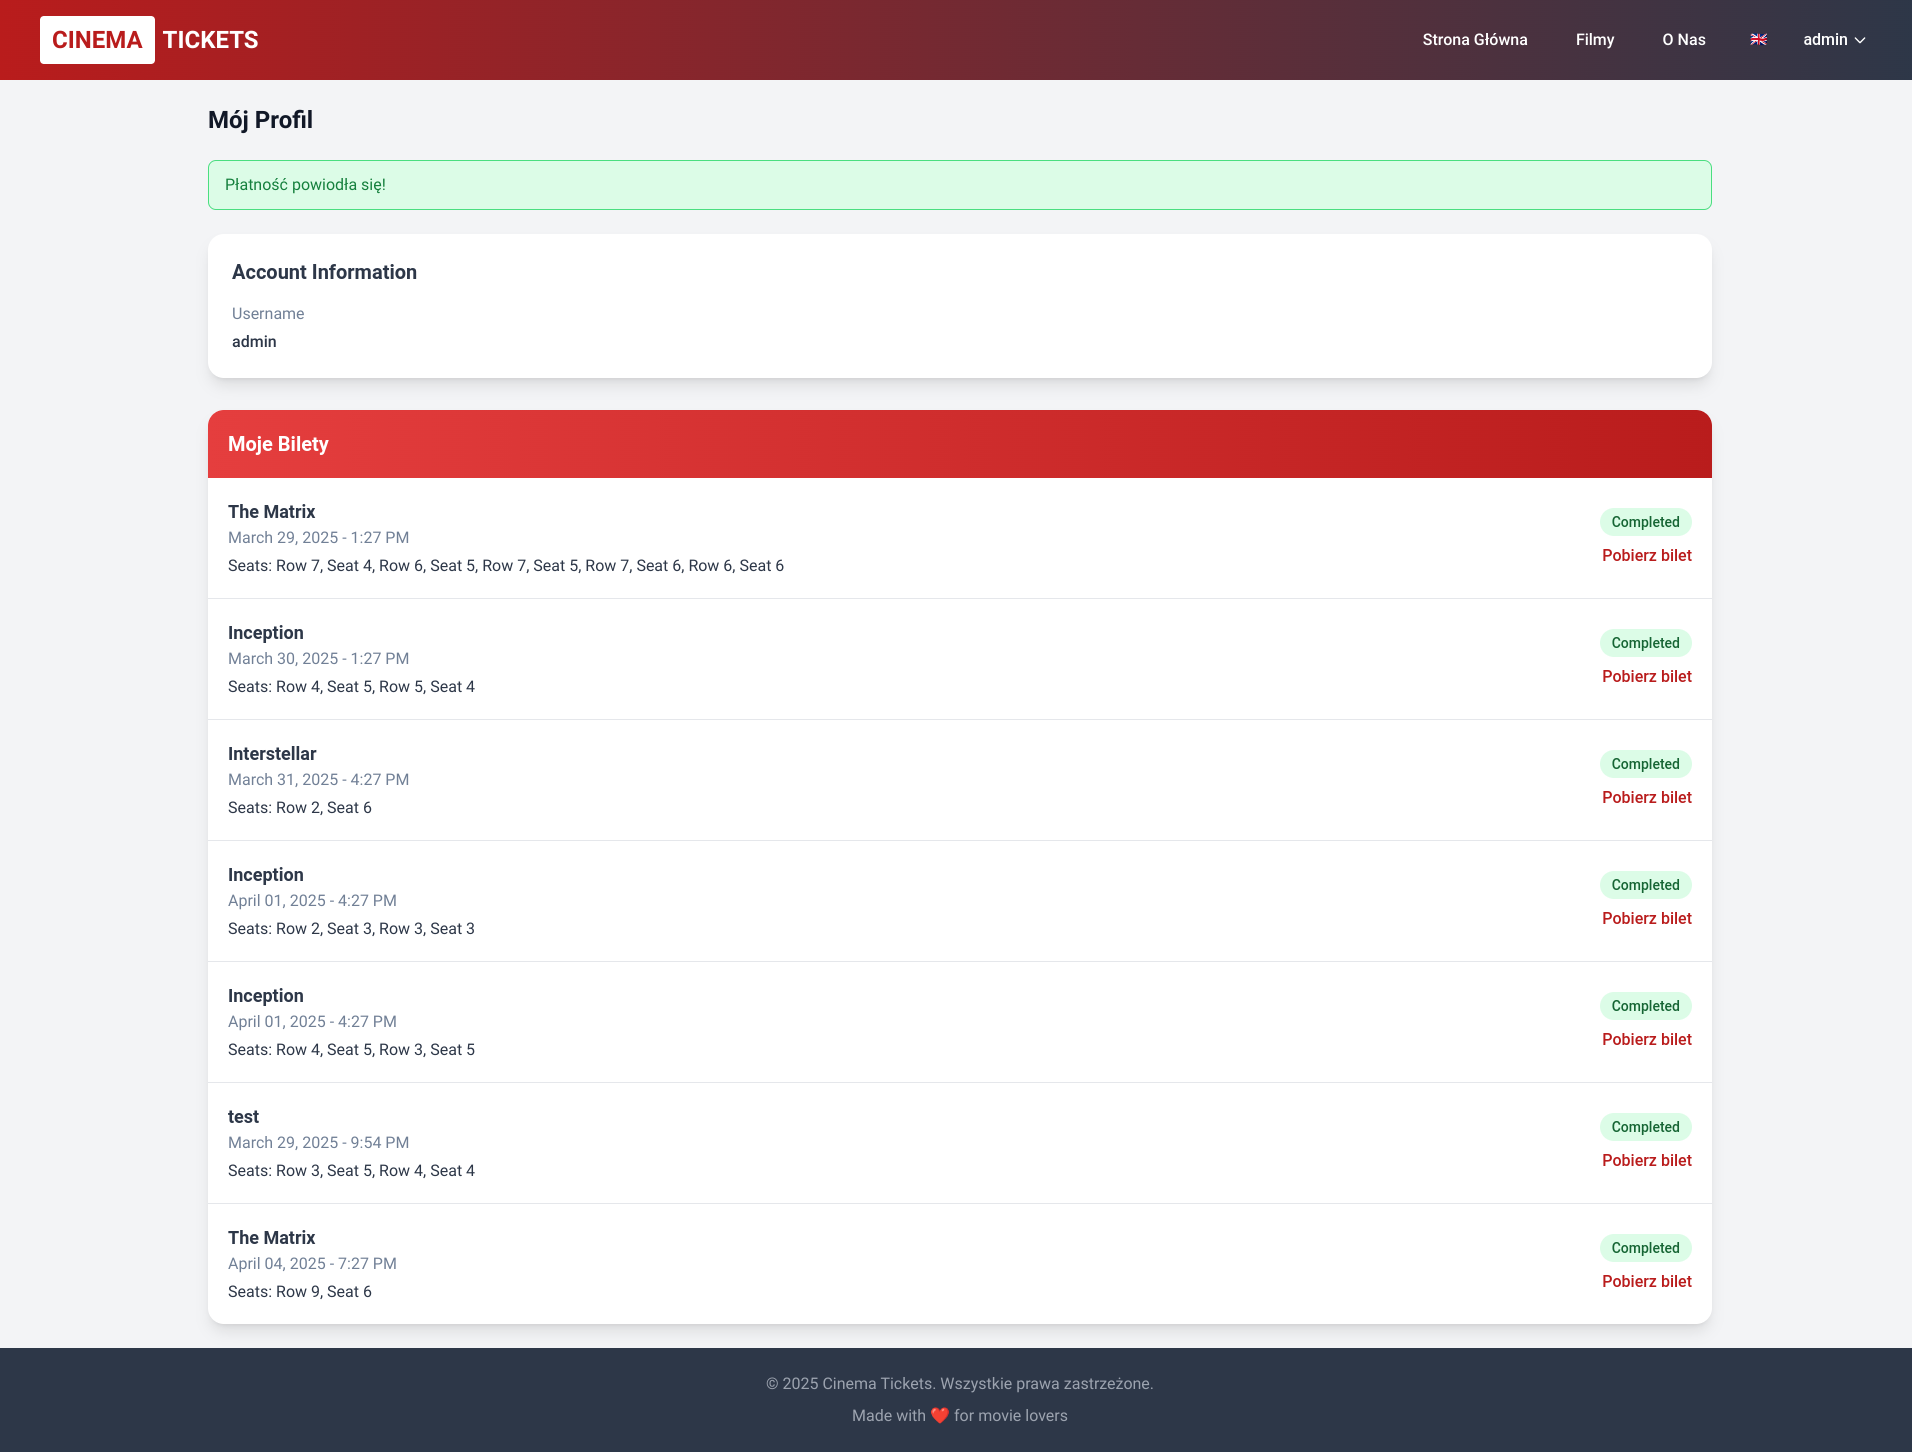 CINEMA TICKETS
Strona Główna Filmy O Nas admin
Mój Profil
Płatność powiodła się!
Account Information
Username
admin
Moje Bilety
The Matrix
March 29, 2025 - 1:27 PM
Seats: Row 7, Seat 4, Row 6, Seat 5, Row 7, Seat 5, Row 7, Seat 6, Row 6, Seat 6
Completed
Pobierz bilet
Inception
March 30, 2025 - 1:27 PM
Seats: Row 4, Seat 5, Row 5, Seat 4
Completed
Pobierz bilet
Interstellar
March 31, 2025 - 4:27 PM
Seats: Row 2, Seat 6
Completed
Pobierz bilet
Inception
April 01, 2025 - 4:27 PM
Seats: Row 2, Seat 3, Row 3, Seat 3
Completed
Pobierz bilet
Inception
April 01, 2025 - 4:27 PM
Seats: Row 4, Seat 5, Row 3, Seat 5
Completed
Pobierz bilet
test
March 29, 2025 - 9:54 PM
Seats: Row 3, Seat 5, Row 4, Seat 4
Completed
Pobierz bilet
The Matrix
April 04, 2025 - 7:27 PM
Seats: Row 9, Seat 6
Completed
Pobierz bilet
© 2025 Cinema Tickets. Wszystkie prawa zastrzeżone.
Made with ❤️ for movie lovers